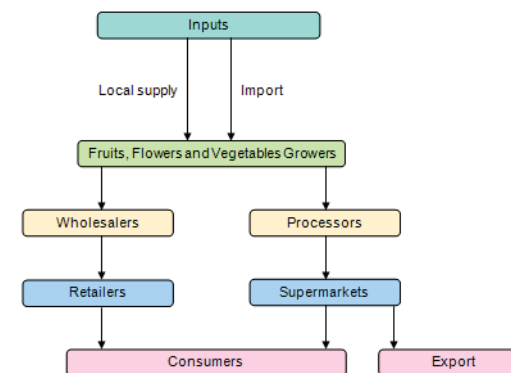 Inputs
Local supply
Import
Fruits, Flowers and Vegetables Growers
Wholesalers
Processors
Retailers
Supermarkets
Consumers
Export